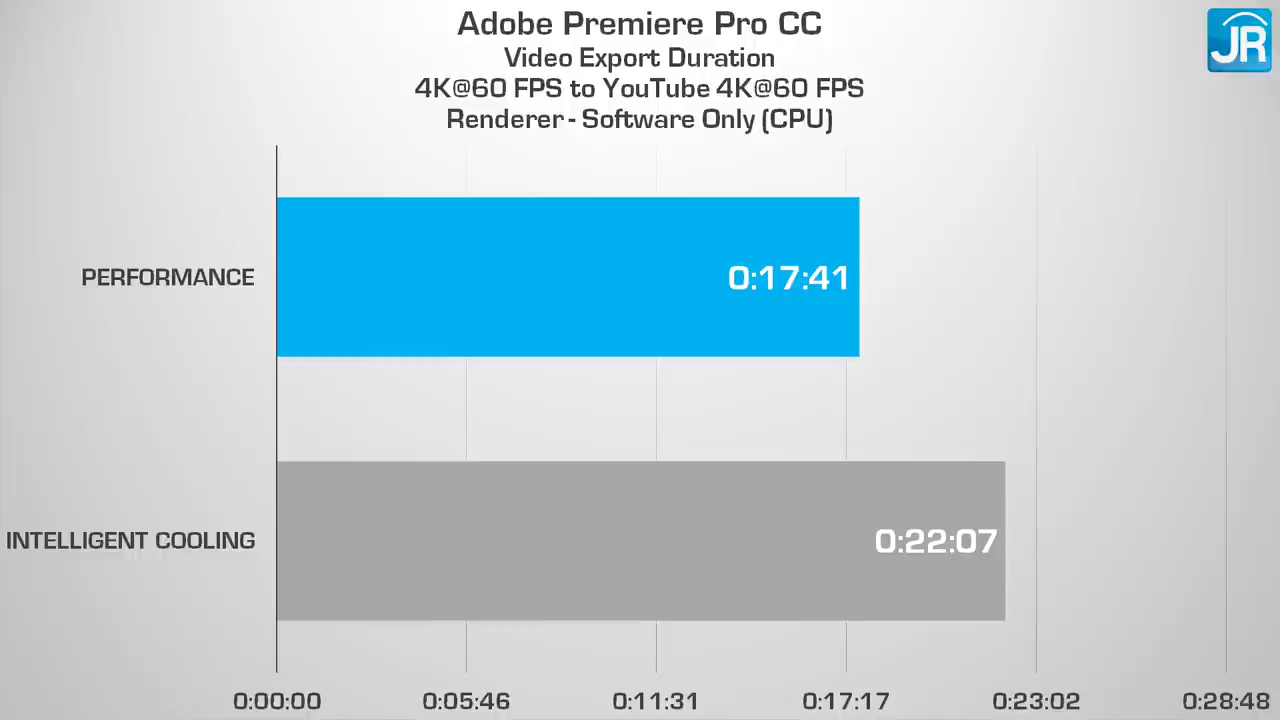 Adobe Premiere Pro CC
Video Export Duration
4K@60 FPS to YouTube 4K@60 FPS
Renderer - Software Only (CPU)
JR
PERFORMANCE
0:17:41
INTELLIGENT COOLING
0:22:07
0:00:00 0:05:46 0:11:31 0:17:17 0:23:02 0:28:48